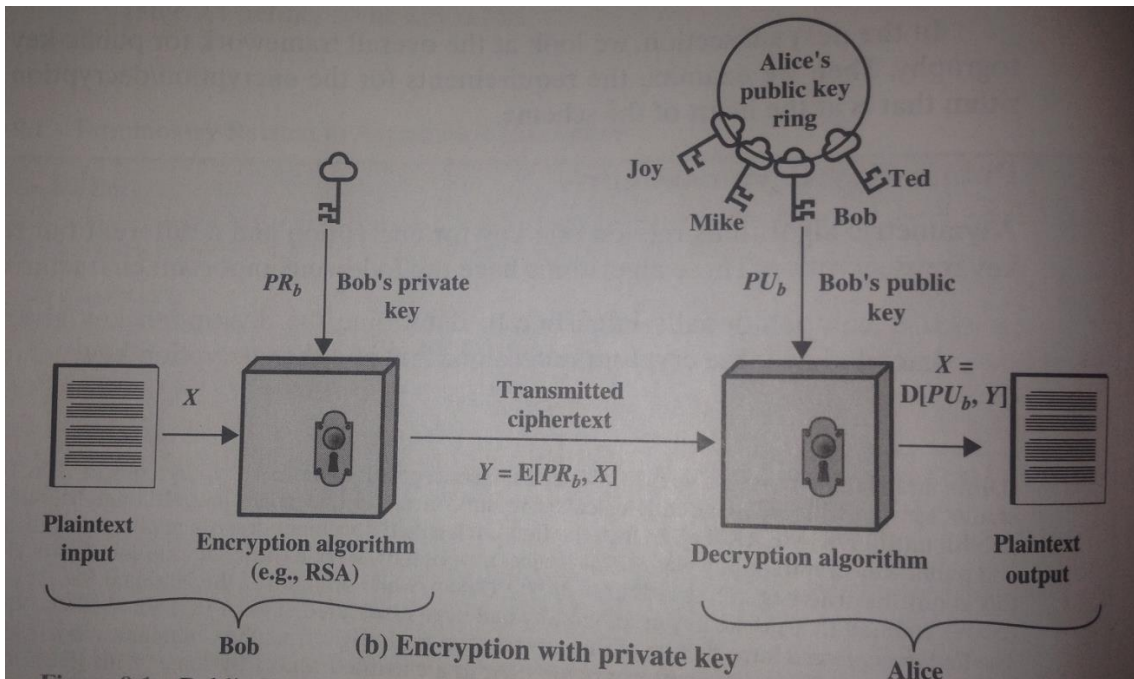 Alice's
public key
ring
Joy
Ted
Mike
Bob
PR_b
Bob's private
key
PU_b
Bob's public
key
X
Transmitted
ciphertext
X =
D[PU_b, Y]
Y = E[PR_b, X]
Plaintext
input
Encryption algorithm
(e.g., RSA)
Decryption algorithm
Plaintext
output
Bob
(b) Encryption with private key
Alice